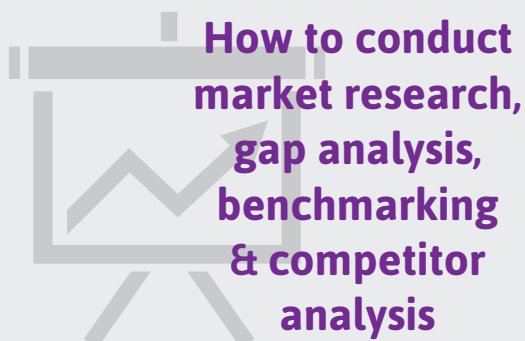 How to conduct
market research,
gap analysis,
benchmarking
& competitor
analysis